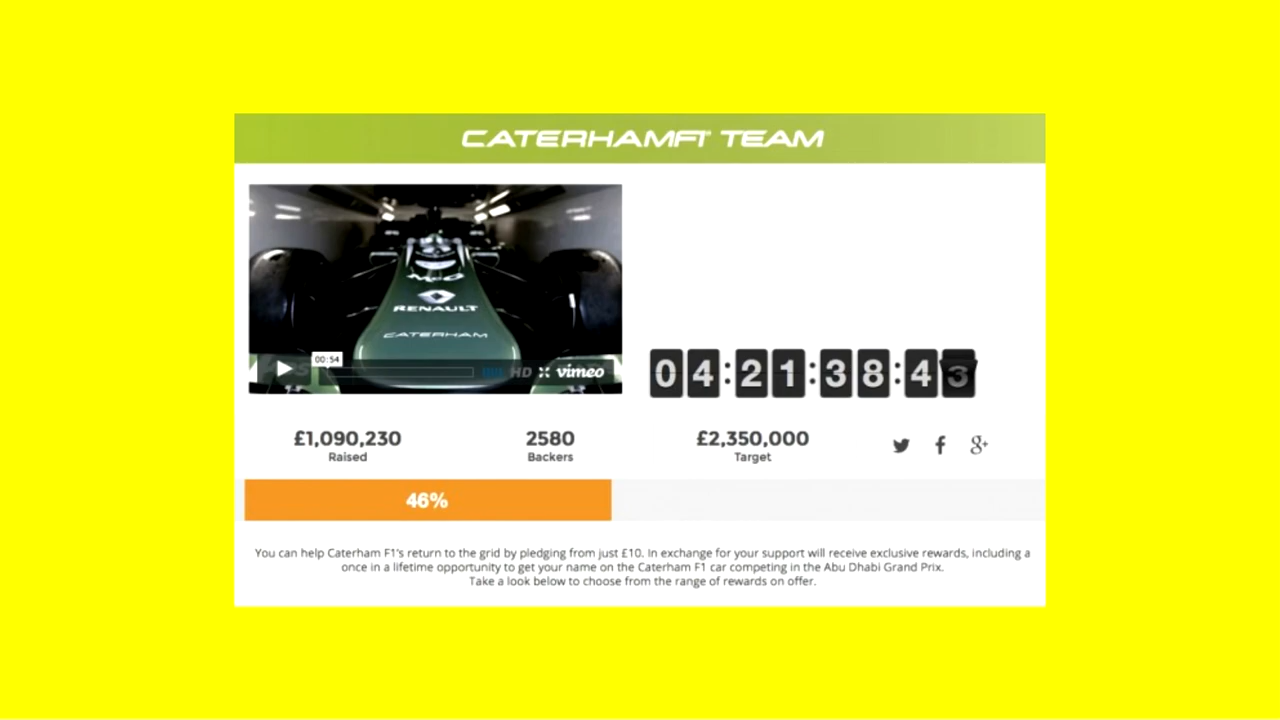 CATERHAMF1 TEAM
RENAULT
CATERHAM
00:54
HD vimeo
04:21:38:43
£1,090,230
Raised
2580
Backers
£2,350,000
Target
46%
You can help Caterham F1's return to the grid by pledging from just £10. In exchange for your support will receive exclusive rewards, including a
once in a lifetime opportunity to get your name on the Caterham F1 car competing in the Abu Dhabi Grand Prix.
Take a look below to choose from the range of rewards on offer.